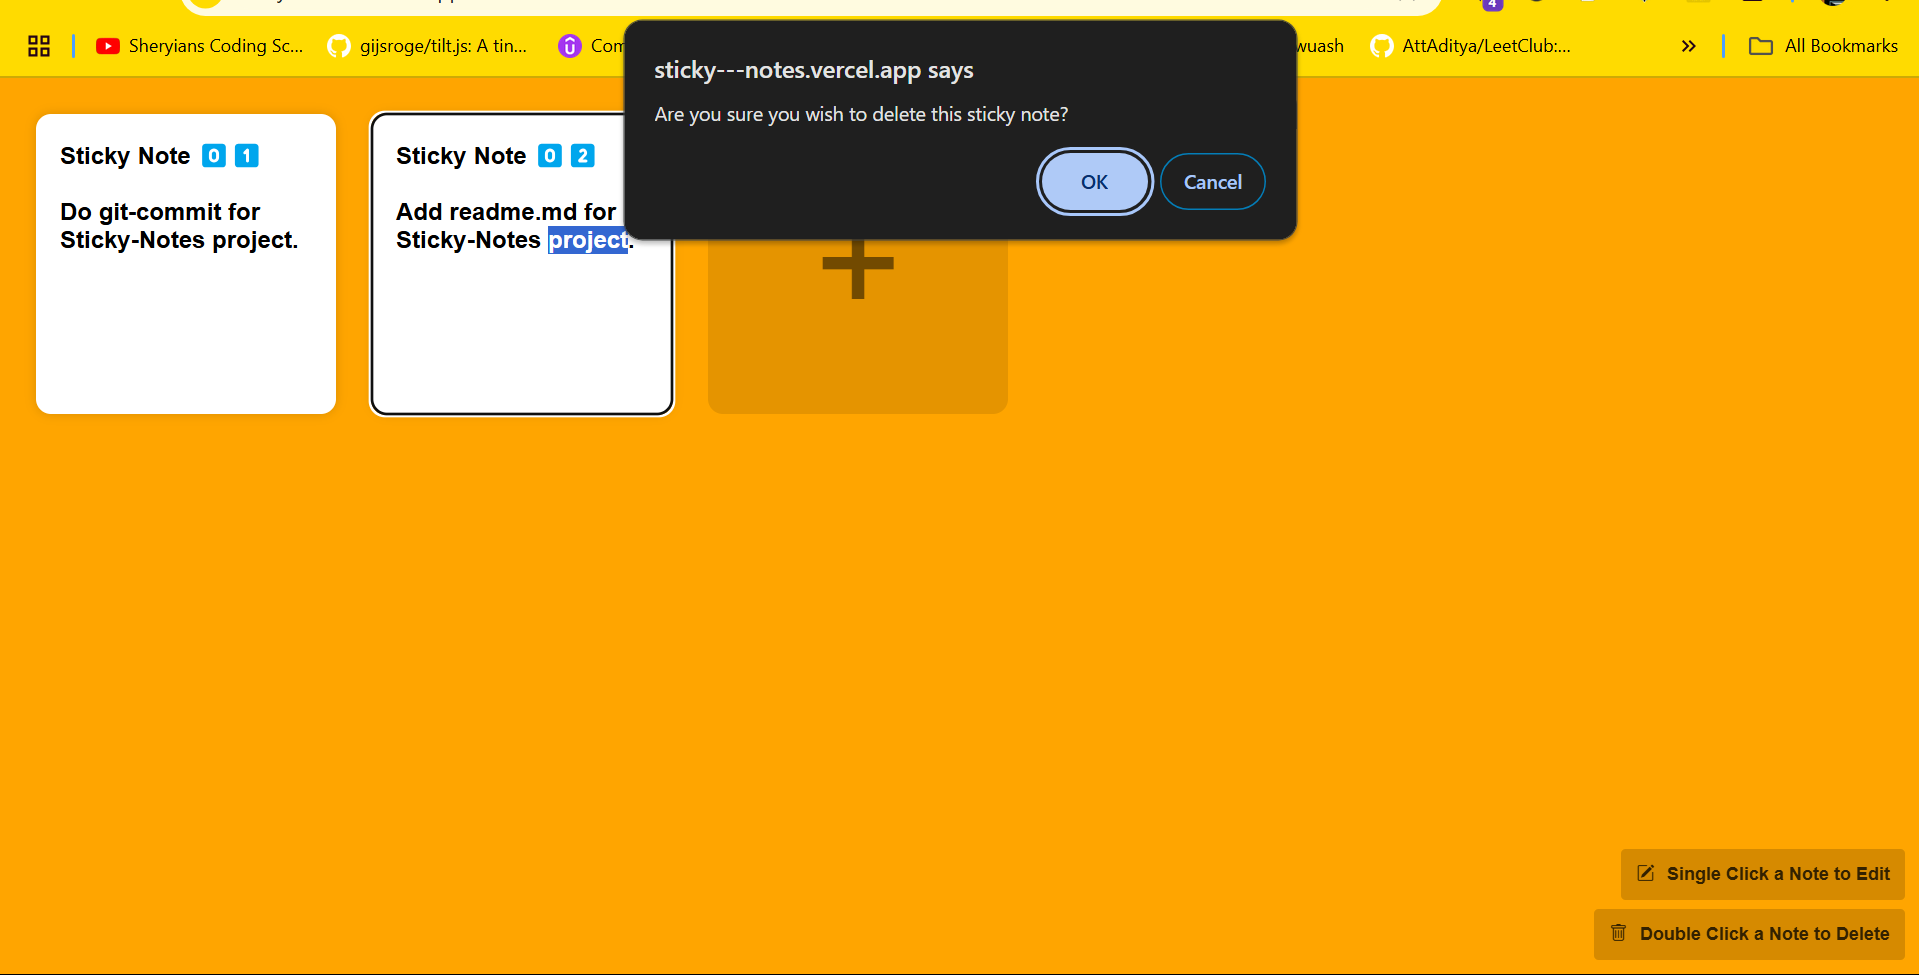 4
Sheryians Coding Sc...
gijsroge/tilt.js: A tin...
AttAditya/LeetClub:...
All Bookmarks
sticky---notes.vercel.app says
Are you sure you wish to delete this sticky note?
OK
Cancel
Sticky Note 0 1
Do git-commit for
Sticky-Notes project.
Sticky Note 0 2
Add readme.md for
Sticky-Notes project.
+
Single Click a Note to Edit
Double Click a Note to Delete